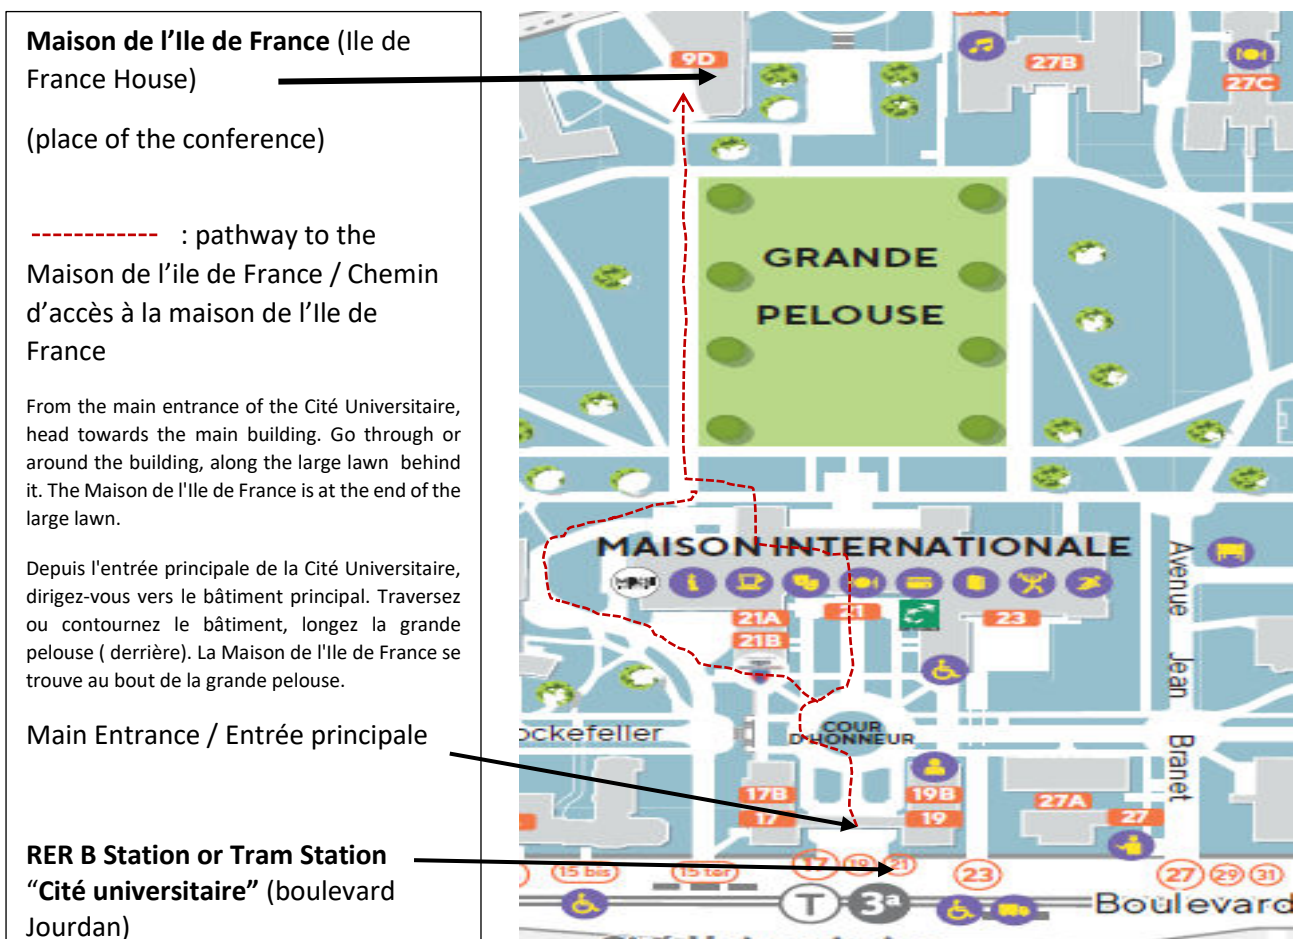 Maison de l’Ile de France (Ile de
France House)
(place of the conference)
------------ : pathway to the
Maison de l’ile de France / Chemin
d’accès à la maison de l’Ile de
France
From the main entrance of the Cité Universitaire,
head towards the main building. Go through or
around the building, along the large lawn behind
it. The Maison de l'Ile de France is at the end of the
large lawn.
Depuis l'entrée principale de la Cité Universitaire,
dirigez-vous vers le bâtiment principal. Traversez
ou contournez le bâtiment, longez la grande
pelouse ( derrière). La Maison de l'Ile de France se
trouve au bout de la grande pelouse.
Main Entrance / Entrée principale
RER B Station or Tram Station
“Cité universitaire” (boulevard
Jourdan)
9D
27B
27C
GRANDE
PELOUSE
MAISON INTERNATIONALE
21A
21
23
21B
Avenue Jean Branet
ockefeller
COUR
D'HONNEUR
17B
19B
27A
17
19
27
15 bis
15 ter
17
19
21
23
27
29
31
T
3a
Boulevard